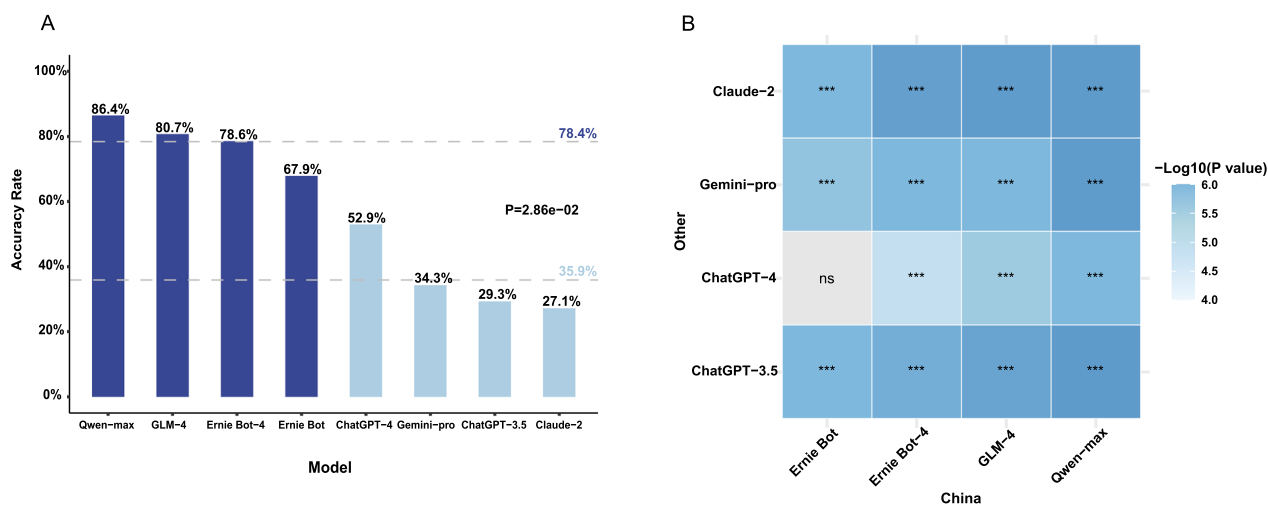 A
100%
80%
60%
40%
20%
0%
Accuracy Rate
86.4%
80.7%
78.6%
67.9%
52.9%
34.3%
29.3%
27.1%
78.4%
P=2.86e−02
35.9%
Qwen−max GLM−4 Ernie Bot−4 Ernie Bot ChatGPT−4 Gemini−pro ChatGPT−3.5 Claude−2
Model
B
Other
Claude−2 *** *** *** ***
Gemini−pro *** *** *** ***
ChatGPT−4 ns *** *** ***
ChatGPT−3.5 *** *** *** ***
Ernie Bot Ernie Bot−4 GLM−4 Qwen−max
China
−Log10(P value)
6.0
5.5
5.0
4.5
4.0